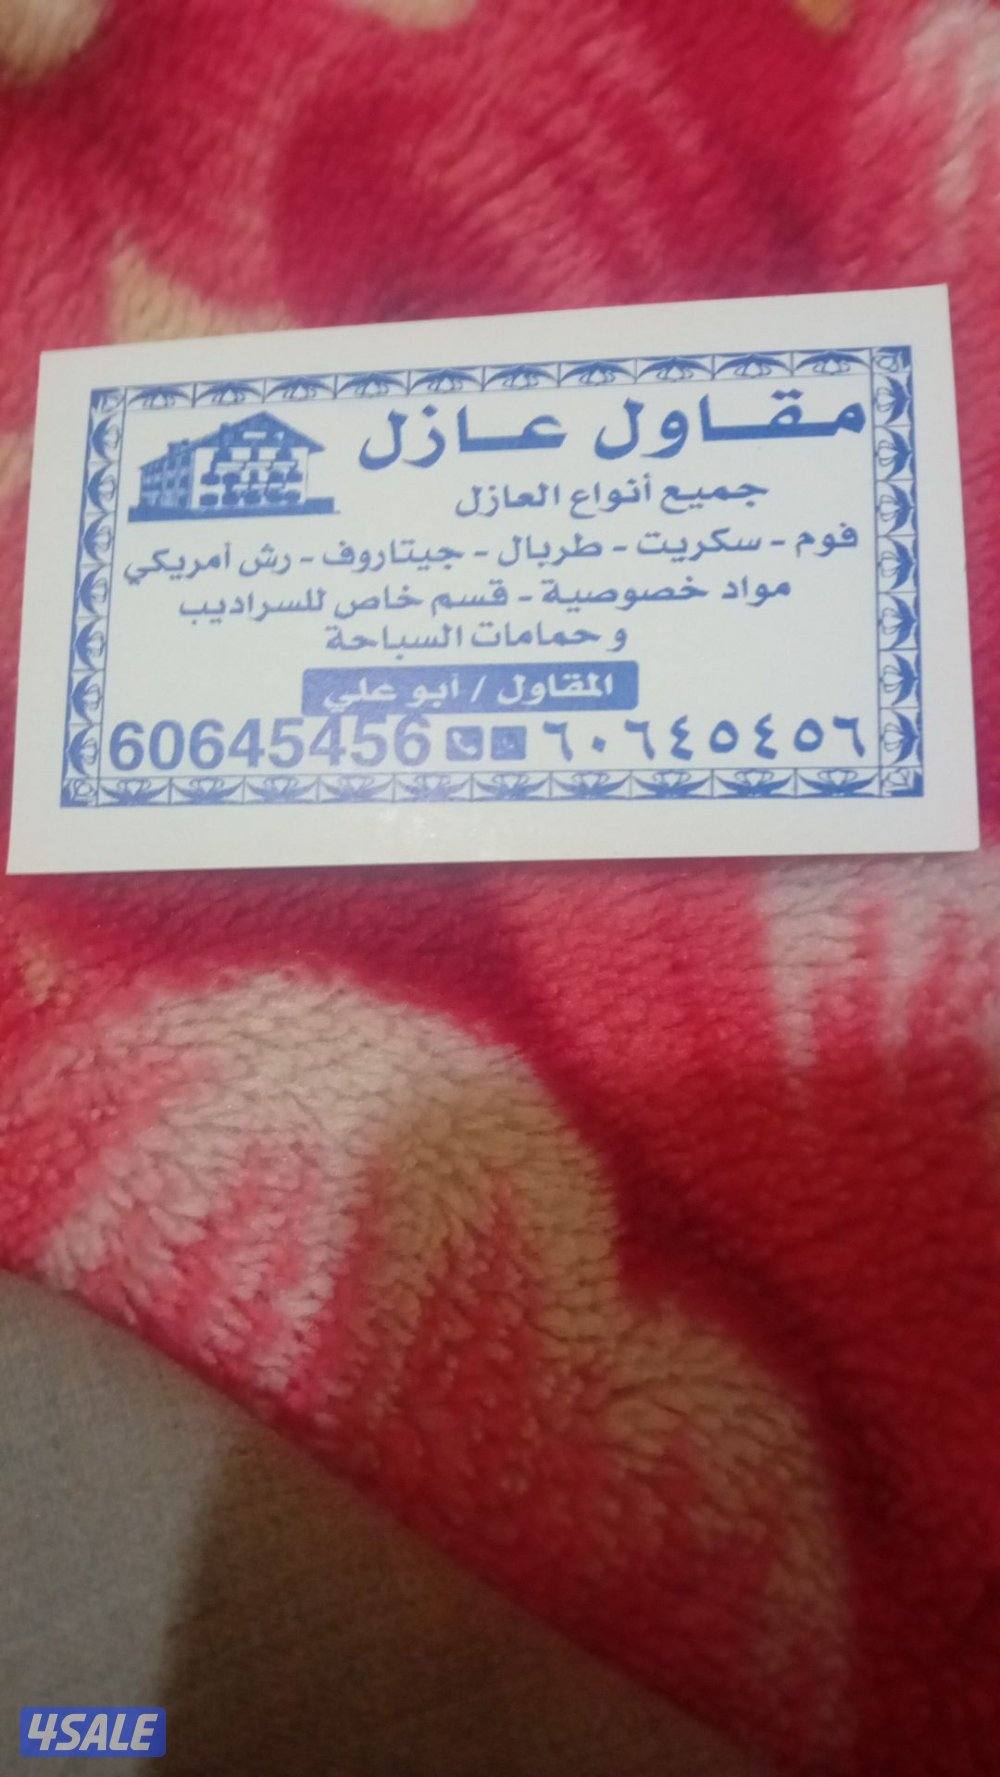 مقاول عازل
جميع أنواع العازل
فوم - سكريت - طربال - جيتاروف - رش أمريكي
مواد خصوصية - قسم خاص للسراديب
و حمامات السباحة
المقاول / أبو علي
60645456 ٦٠٦٤٥٤٥٦
4SALE